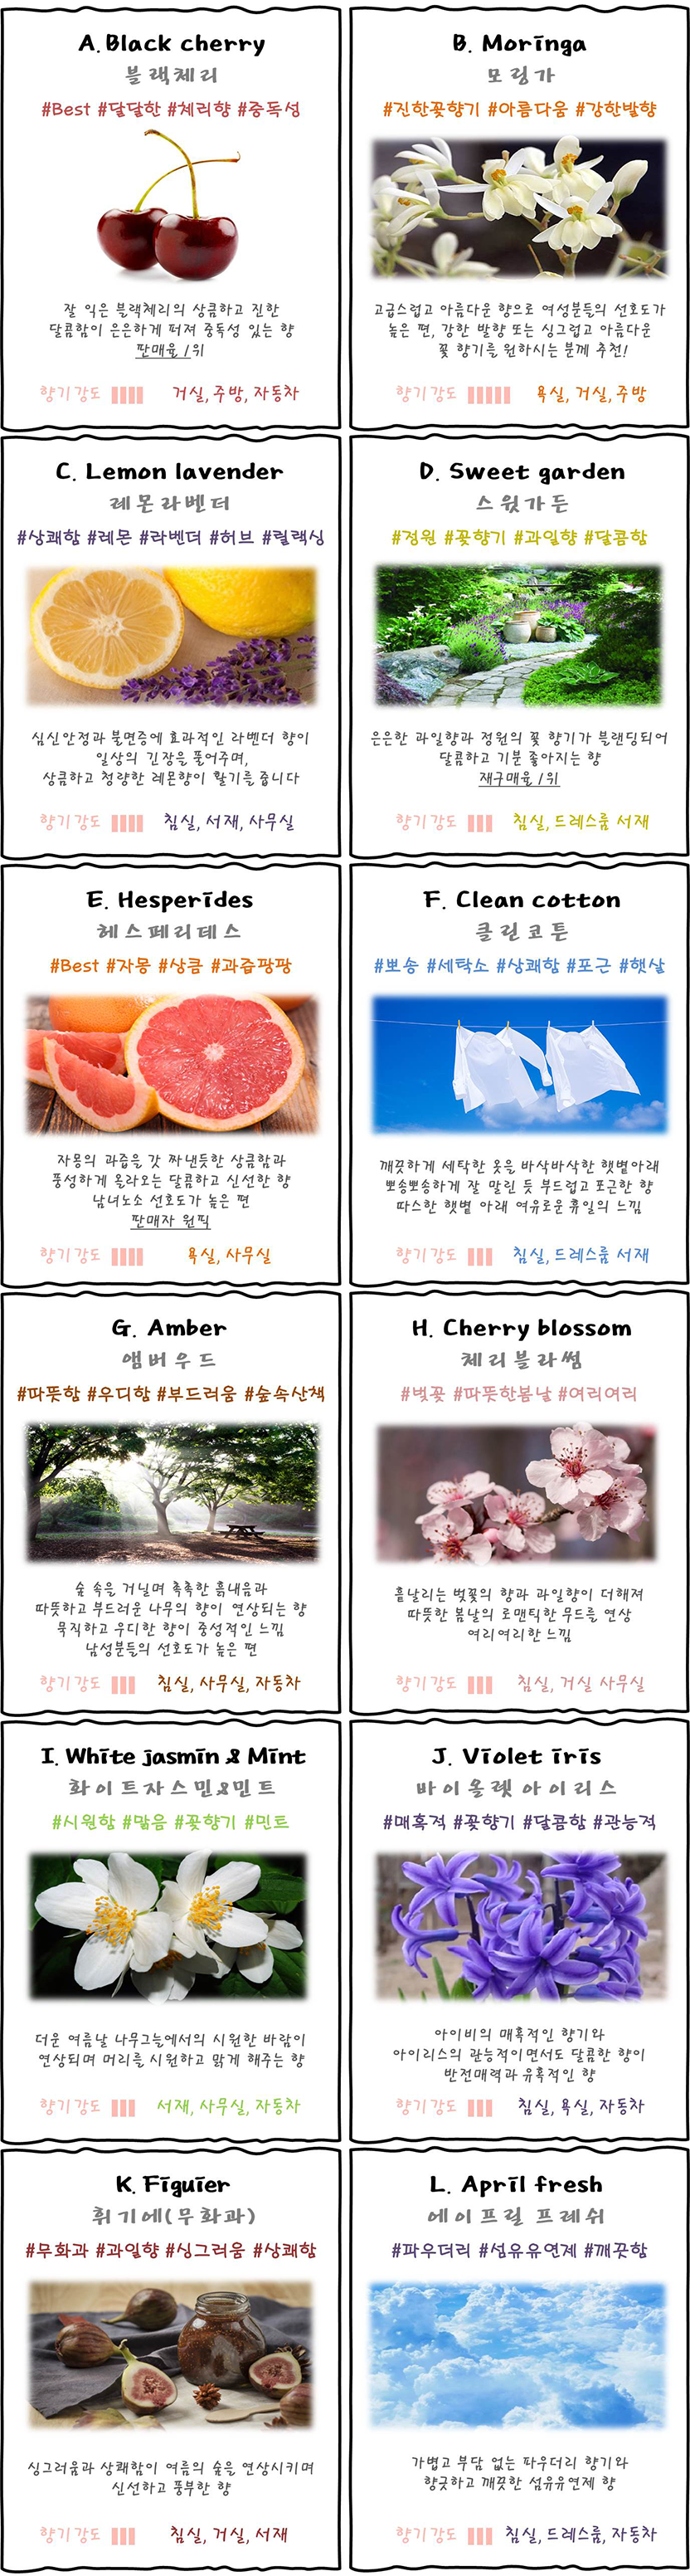 A. Black cherry
블랙체리
#Best #달달한 #체리향 #중독성
잘 익은 블랙체리의 상큼하고 진한
달콤함이 은은하게 퍼져 중독성 있는 향
판매율 1위
향기강도
거실, 주방, 자동차
B. Moringa
모링가
#진한꽃향기 #아름다움 #강한발향
고급스럽고 아름다운 향으로 여성분들의 선호도가
높은 편, 강한 발향 또는 싱그럽고 아름다운
꽃 향기를 원하시는 분께 추천!
향기강도
욕실, 거실, 주방
C. Lemon lavender
레몬라벤더
#상쾌함 #레몬 #라벤더 #허브 #릴랙싱
심신안정과 불면증에 효과적인 라벤더 향이
일상의 긴장을 풀어주며,
상큼하고 청량한 레몬향이 활기를 줍니다
향기강도
침실, 서재, 사무실
D. Sweet garden
스윗가든
#정원 #꽃향기 #과일향 #달콤함
은은한 과일향과 정원의 꽃 향기가 블랜딩되어
달콤하고 기분 좋아지는 향
재구매율 1위
향기강도
침실, 드레스룸 서재
E. Hesperides
헤스페리데스
#Best #자몽 #상큼 #과즙팡팡
자몽의 과즙을 갓 짜낸듯한 상큼함과
풍성하게 올라오는 달콤하고 신선한 향
남녀노소 선호도가 높은 편
판매자 원픽
향기강도
욕실, 사무실
F. Clean cotton
클린코튼
#뽀송 #세탁소 #상쾌함 #포근 #햇살
깨끗하게 세탁한 옷을 바삭바삭한 햇볕아래
뽀송뽀송하게 잘 말린 듯 부드럽고 포근한 향
따스한 햇볕 아래 여유로운 휴일의 느낌
향기강도
침실, 드레스룸 서재
G. Amber
앰버우드
#따뜻함 #우디함 #부드러움 #숲속산책
숲 속을 거닐며 촉촉한 흙내음과
따뜻하고 부드러운 나무의 향이 연상되는 향
묵직하고 우디한 향이 중성적인 느낌
남성분들의 선호도가 높은 편
향기강도
침실, 사무실, 자동차
H. Cherry blossom
체리블라썸
#벚꽃 #따뜻한봄날 #여리여리
흩날리는 벚꽃의 향과 과일향이 더해져
따뜻한 봄날의 로맨틱한 무드를 연상
여리여리한 느낌
향기강도
침실, 거실 사무실
I. White jasmin & Mint
화이트자스민&민트
#시원함 #맑음 #꽃향기 #민트
더운 여름날 나무그늘에서의 시원한 바람이
연상되며 머리를 시원하고 맑게 해주는 향
향기강도
서재, 사무실, 자동차
J. Violet iris
바이올렛아이리스
#매혹적 #꽃향기 #달콤함 #관능적
아이비의 매혹적인 향기와
아이리스의 관능적이면서도 달콤한 향이
반전매력과 유혹적인 향
향기강도
침실, 욕실, 자동차
K. Figuier
휘기에(무화과)
#무화과 #과일향 #싱그러움 #상쾌함
싱그러움과 상쾌함이 여름의 숲을 연상시키며
신선하고 풍부한 향
향기강도
침실, 거실, 서재
L. April fresh
에이프릴 프레쉬
#파우더리 #섬유유연제 #깨끗함
가볍고 부담 없는 파우더리 향기와
향긋하고 깨끗한 섬유유연제 향
향기강도
침실, 드레스룸, 자동차